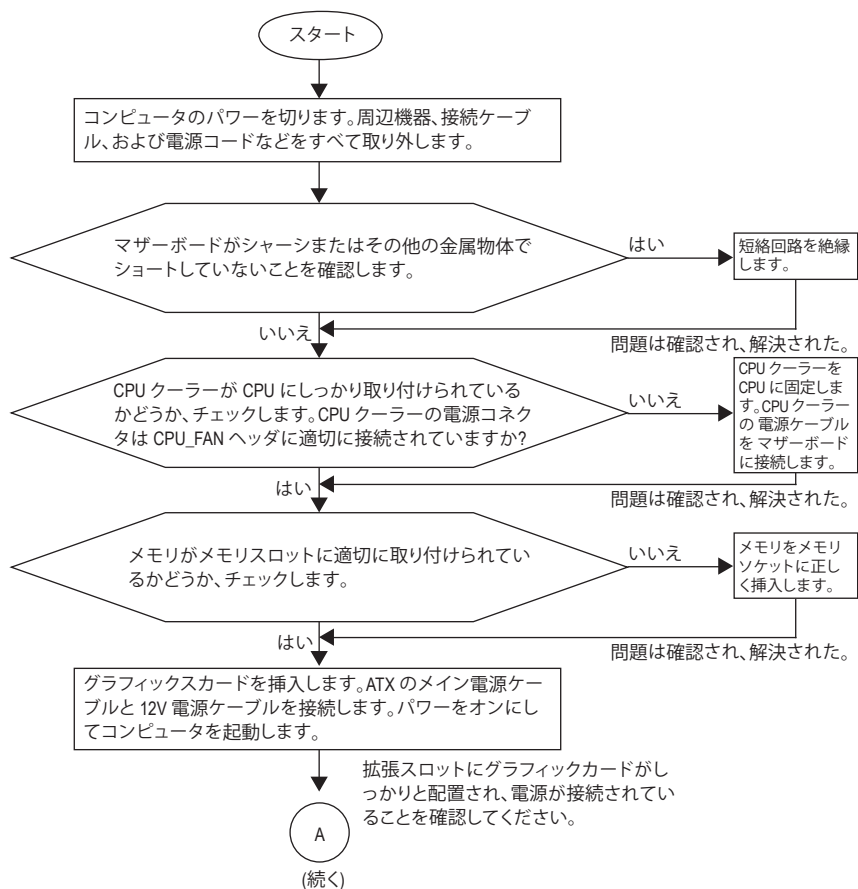 スタート
コンピュータのパワーを切ります。周辺機器、接続ケーブ
ル、および電源コードなどをすべて取り外します。
マザーボードがシャーシまたはその他の金属物体で
ショートしていないことを確認します。
はい
短絡回路を絶縁
します。
いいえ
問題は確認され、解決された。
CPU クーラーが CPU にしっかり取り付けられている
かどうか、チェックします。CPU クーラーの電源コネク
タは CPU_FAN ヘッダに適切に接続されていますか?
いいえ
CPU クーラーを
CPU に固定しま
す。CPU クーラー
の 電源ケーブル
を マザーボード
に接続します。
はい
問題は確認され、解決された。
メモリがメモリスロットに適切に取り付けられてい
るかどうか、チェックします。
いいえ
メモリをメモリ
ソケットに正し
く挿入します。
はい
問題は確認され、解決された。
グラフィックスカードを挿入します。ATX のメイン電源ケー
ブルと 12V 電源ケーブルを接続します。パワーをオンにし
てコンピュータを起動します。
拡張スロットにグラフィックカードがし
っかりと配置され、電源が接続されてい
ることを確認してください。
A
(続く)